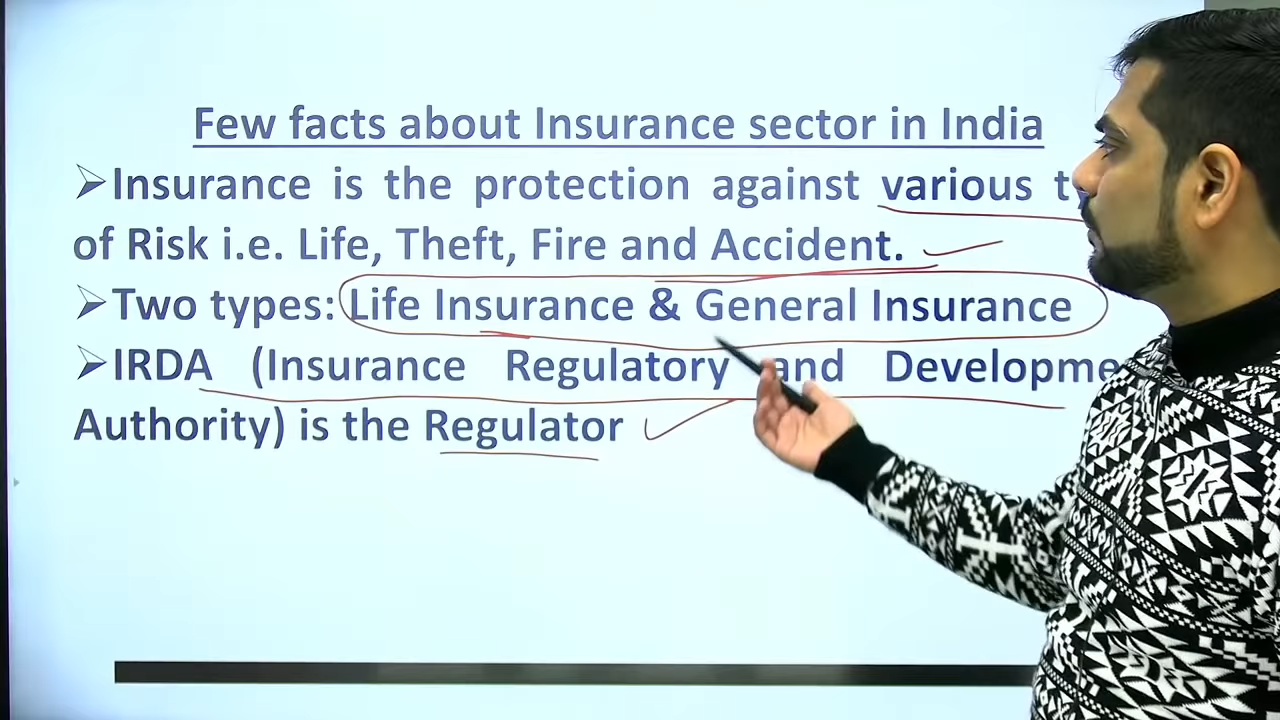 Few facts about Insurance sector in India
➢Insurance is the protection against various
of Risk i.e. Life, Theft, Fire and Accident.
➢Two types: Life Insurance & General Insurance
➢IRDA (Insurance Regulatory and Developme
Authority) is the Regulator